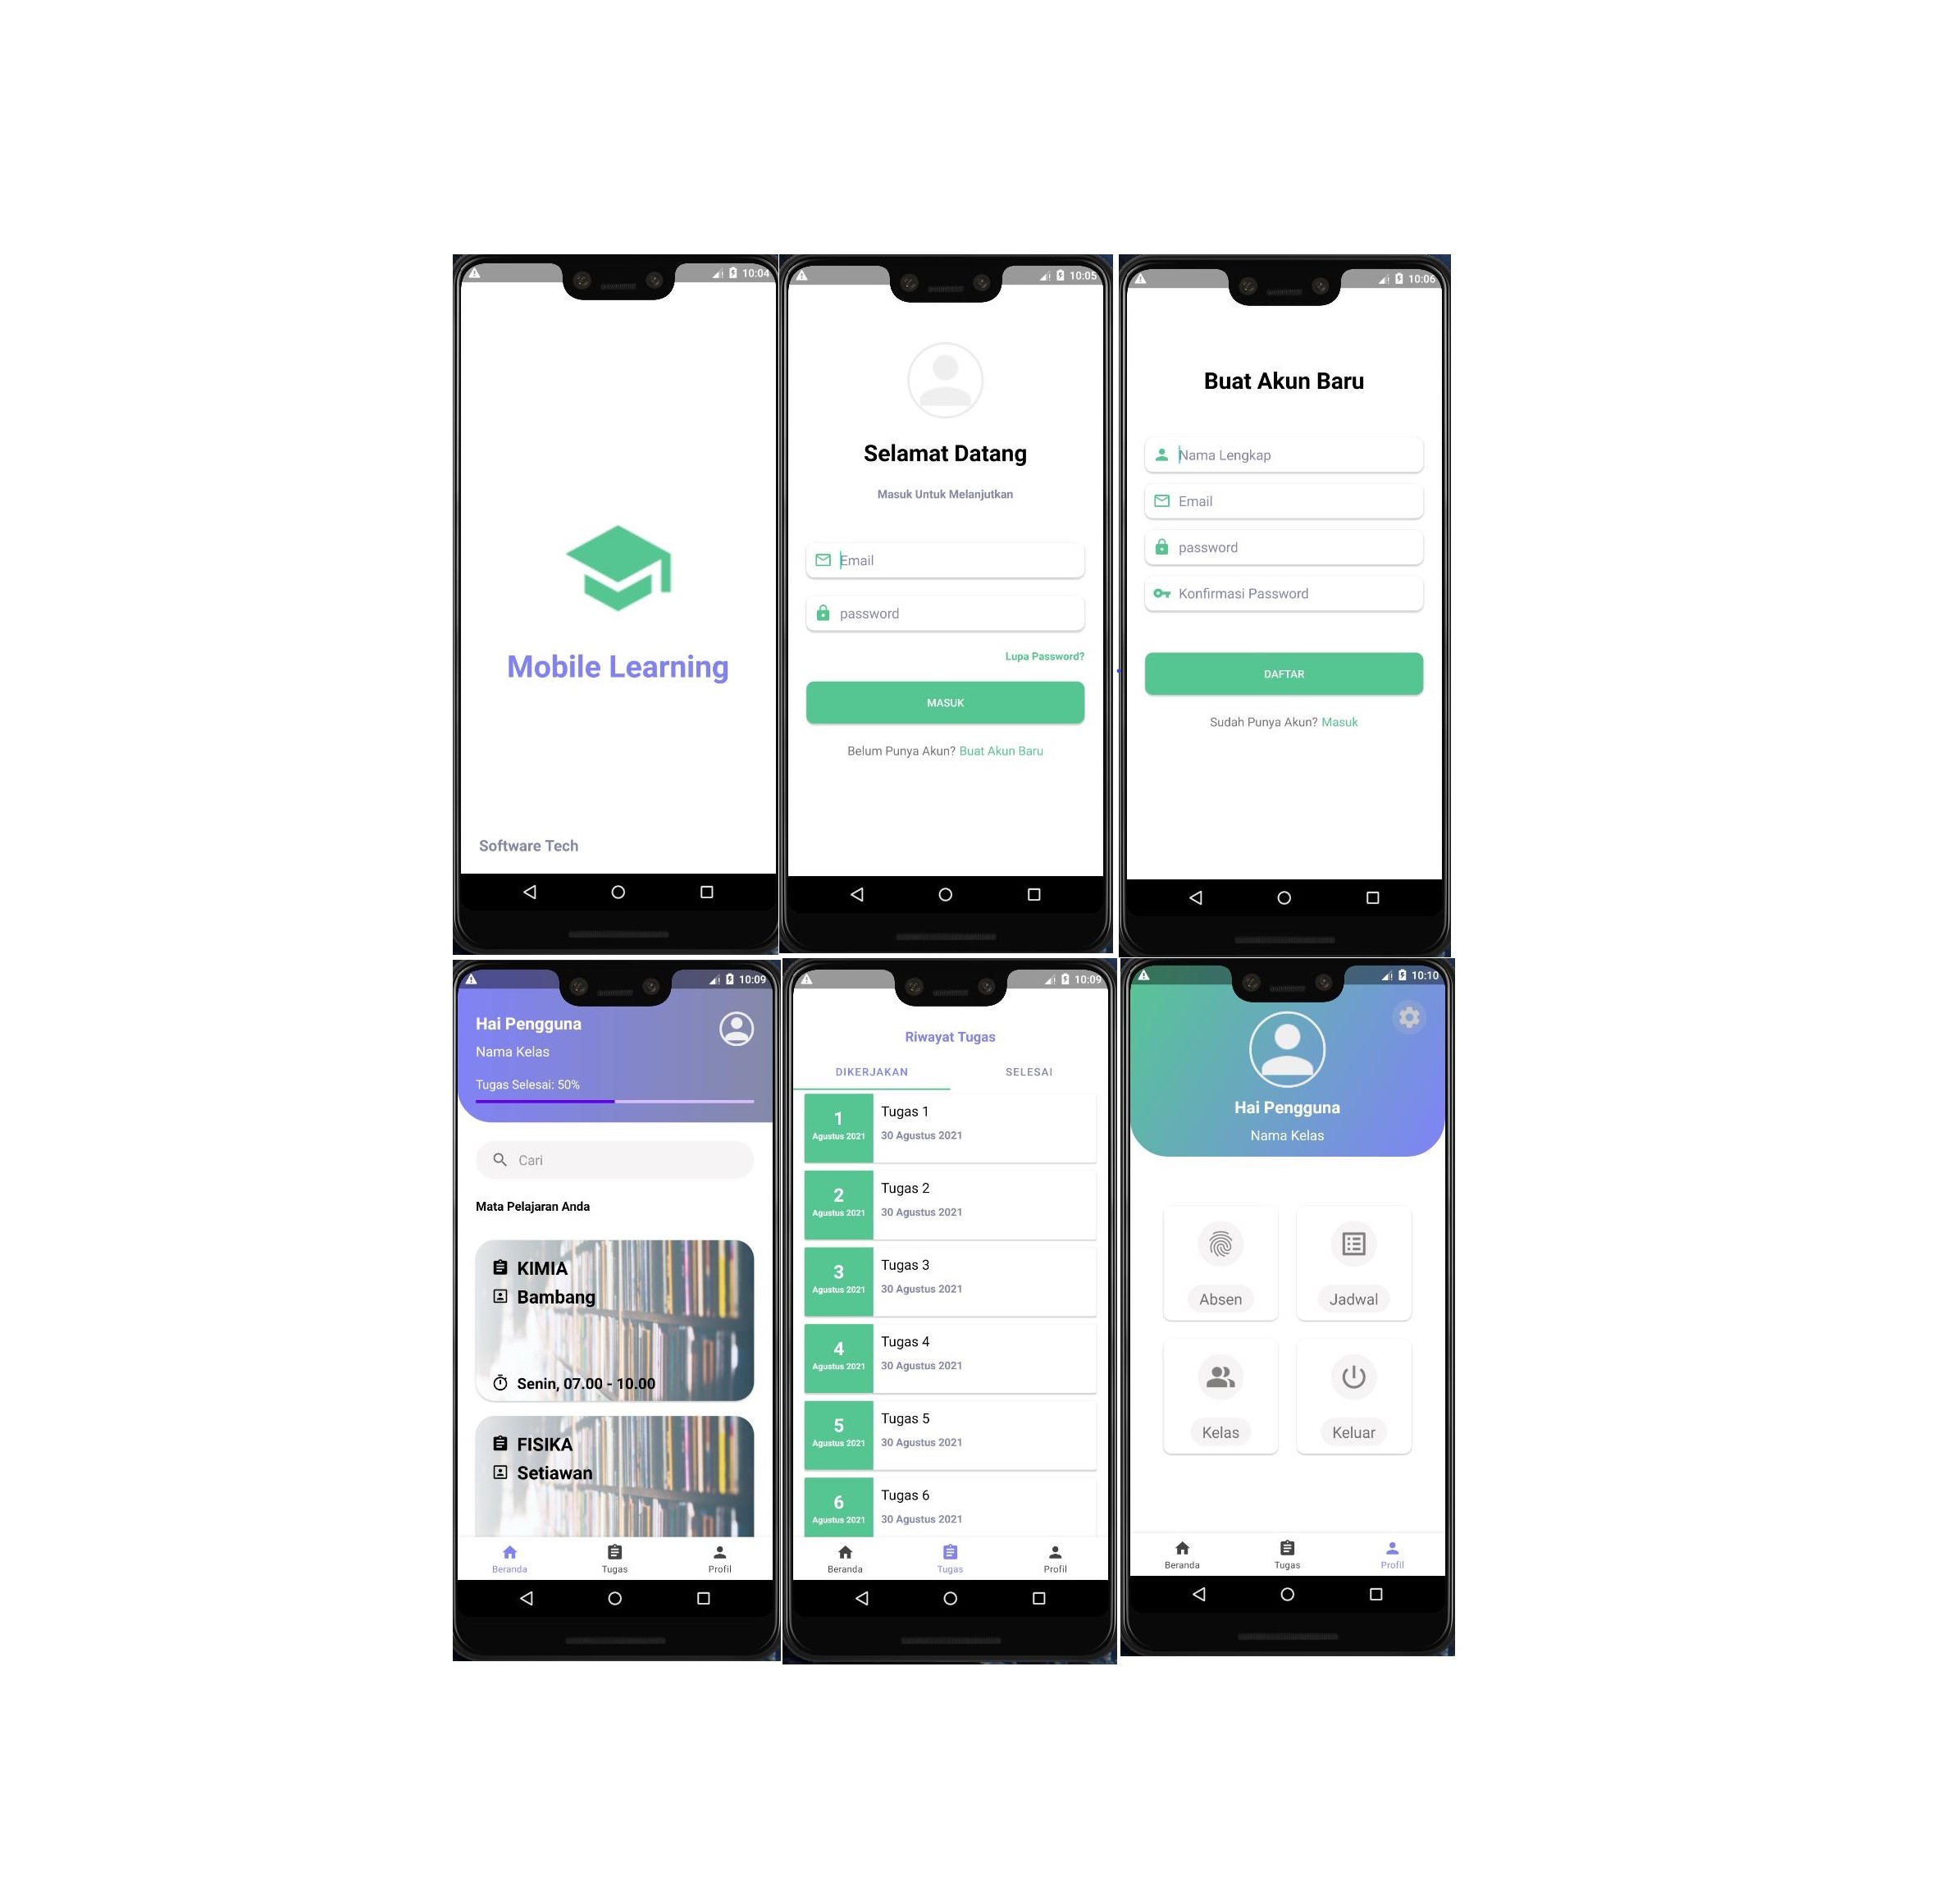 10:04
Mobile Learning
Software Tech
10:05
Selamat Datang
Masuk Untuk Melanjutkan
Email
password
Lupa Password?
MASUK
Belum Punya Akun? Buat Akun Baru
10:06
Buat Akun Baru
Nama Lengkap
Email
password
Konfirmasi Password
DAFTAR
Sudah Punya Akun? Masuk
10:09
Hai Pengguna
Nama Kelas
Tugas Selesai: 50%
Cari
Mata Pelajaran Anda
KIMIA
Bambang
Senin, 07.00 - 10.00
FISIKA
Setiawan
Beranda Tugas Profil
10:09
Riwayat Tugas
DIKERJAKAN SELESAI
1
Agustus 2021
Tugas 1
30 Agustus 2021
2
Agustus 2021
Tugas 2
30 Agustus 2021
3
Agustus 2021
Tugas 3
30 Agustus 2021
4
Agustus 2021
Tugas 4
30 Agustus 2021
5
Agustus 2021
Tugas 5
30 Agustus 2021
6
Agustus 2021
Tugas 6
30 Agustus 2021
Beranda Tugas Profil
10:10
Hai Pengguna
Nama Kelas
Absen Jadwal
Kelas Keluar
Beranda Tugas Profil